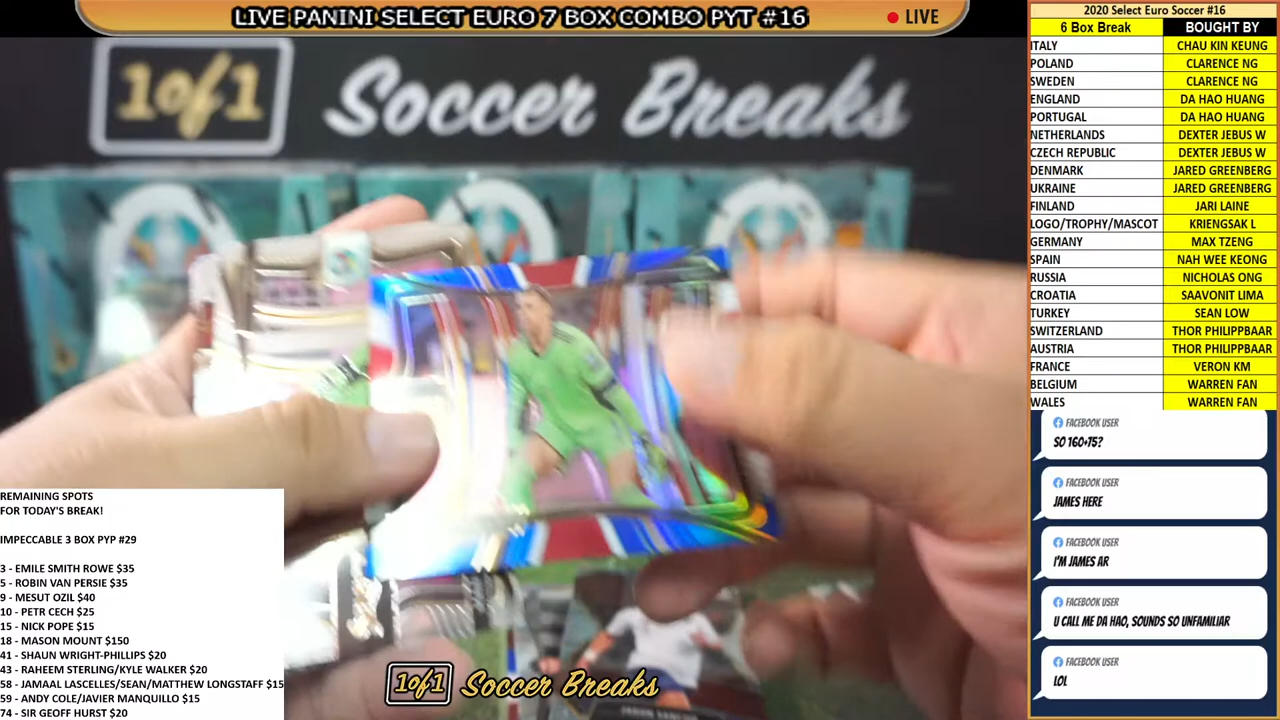 LIVE PANINI SELECT EURO 7 BOX COMBO PYT #16
LIVE
1of1 Soccer Breaks
2020 Select Euro Soccer #16
6 Box Break BOUGHT BY
ITALY CHAU KIN KEUNG
POLAND CLARENCE NG
SWEDEN CLARENCE NG
ENGLAND DA HAO HUANG
PORTUGAL DA HAO HUANG
NETHERLANDS DEXTER JEBUS W
CZECH REPUBLIC DEXTER JEBUS W
DENMARK JARED GREENBERG
UKRAINE JARED GREENBERG
FINLAND JARI LAINE
LOGO/TROPHY/MASCOT KRIENGSAK L
GERMANY MAX TZENG
SPAIN NAH WEE KEONG
RUSSIA NICHOLAS ONG
CROATIA SAAVONIT LIMA
TURKEY SEAN LOW
SWITZERLAND THOR PHILIPPBAAR
AUSTRIA THOR PHILIPPBAAR
FRANCE VERON KM
BELGIUM WARREN FAN
WALES WARREN FAN
FACEBOOK USER
SO 160+75?
FACEBOOK USER
JAMES HERE
FACEBOOK USER
I'M JAMES AR
FACEBOOK USER
U CALL ME DA HAO, SOUNDS SO UNFAMILIAR
FACEBOOK USER
LOL
REMAINING SPOTS
FOR TODAY'S BREAK!
IMPECCABLE 3 BOX PYP #29
3 - EMILE SMITH ROWE $35
5 - ROBIN VAN PERSIE $35
9 - MESUT OZIL $40
10 - PETR CECH $25
15 - NICK POPE $15
18 - MASON MOUNT $150
41 - SHAUN WRIGHT-PHILLIPS $20
43 - RAHEEM STERLING/KYLE WALKER $20
58 - JAMAAL LASCELLES/SEAN/MATTHEW LONGSTAFF $15
59 - ANDY COLE/JAVIER MANQUILLO $15
74 - SIR GEOFF HURST $20
1of1 Soccer Breaks